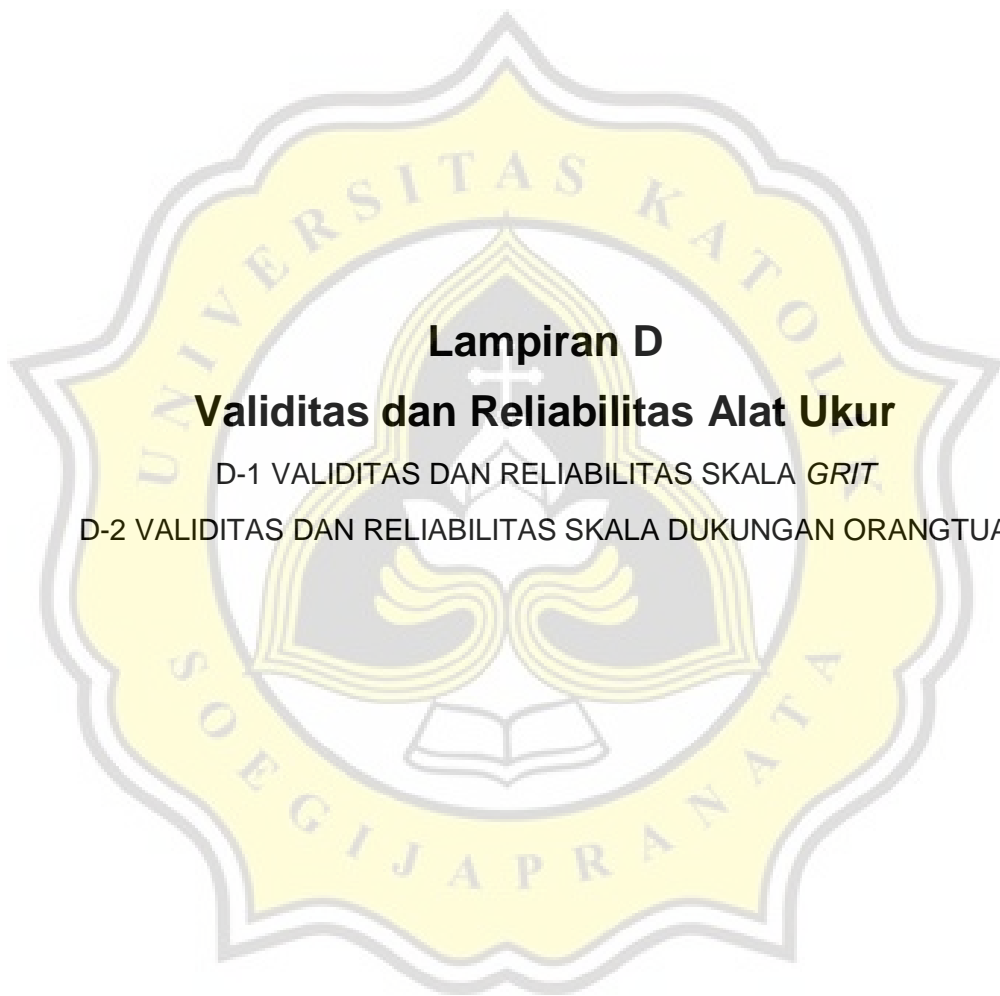 UNIVERSITAS KATOLIK
Lampiran D
Validitas dan Reliabilitas Alat Ukur
D-1 VALIDITAS DAN RELIABILITAS SKALA GRIT
D-2 VALIDITAS DAN RELIABILITAS SKALA DUKUNGAN ORANGTUA
SOEGIJAPRANATA